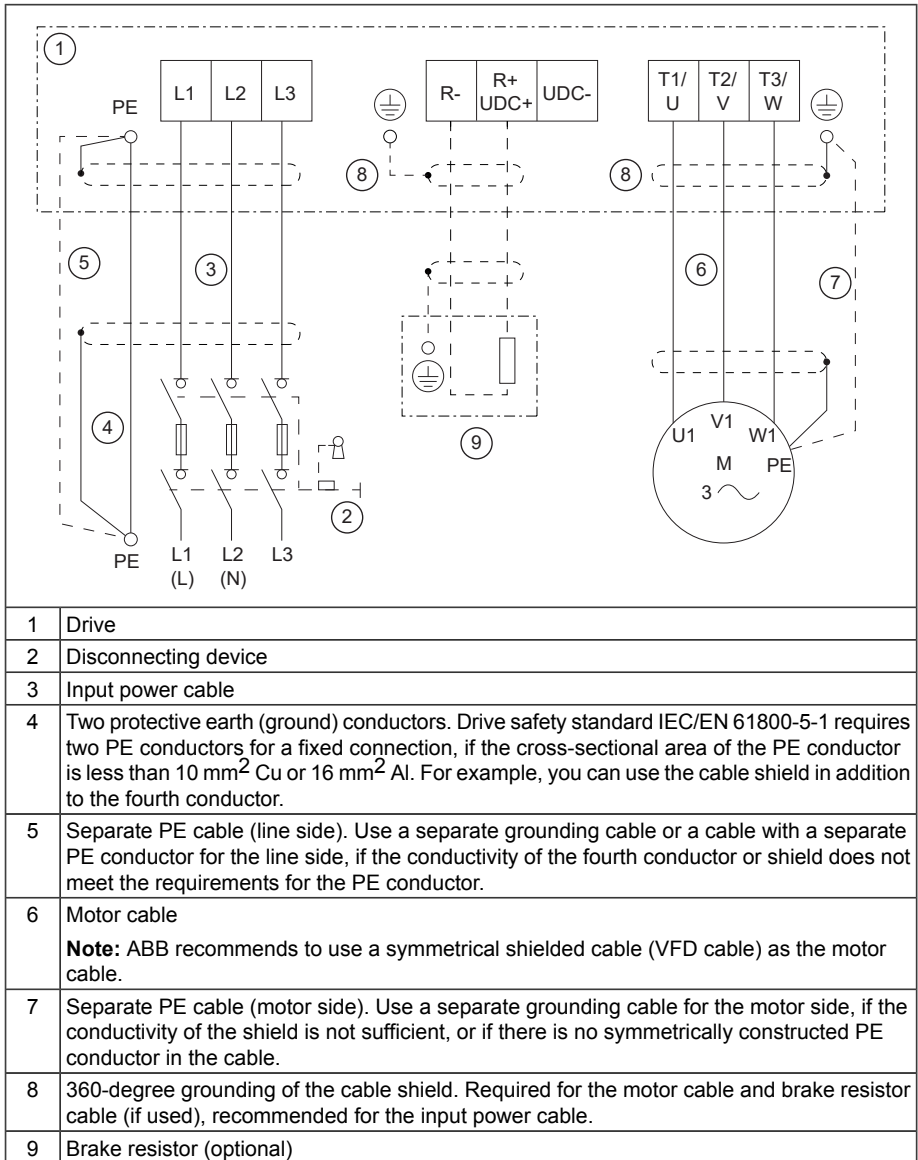 1
PE
L1
L2
L3
R-
R+
UDC+
UDC-
T1/
U
T2/
V
T3/
W
8
8
5
3
6
7
4
9
2
U1
V1
W1
M
PE
3
PE
L1
(L)
L2
(N)
L3
1 Drive
2 Disconnecting device
3 Input power cable
4 Two protective earth (ground) conductors. Drive safety standard IEC/EN 61800-5-1 requires
two PE conductors for a fixed connection, if the cross-sectional area of the PE conductor
is less than 10 mm² Cu or 16 mm² Al. For example, you can use the cable shield in addition
to the fourth conductor.
5 Separate PE cable (line side). Use a separate grounding cable or a cable with a separate
PE conductor for the line side, if the conductivity of the fourth conductor or shield does not
meet the requirements for the PE conductor.
6 Motor cable
Note: ABB recommends to use a symmetrical shielded cable (VFD cable) as the motor
cable.
7 Separate PE cable (motor side). Use a separate grounding cable for the motor side, if the
conductivity of the shield is not sufficient, or if there is no symmetrically constructed PE
conductor in the cable.
8 360-degree grounding of the cable shield. Required for the motor cable and brake resistor
cable (if used), recommended for the input power cable.
9 Brake resistor (optional)